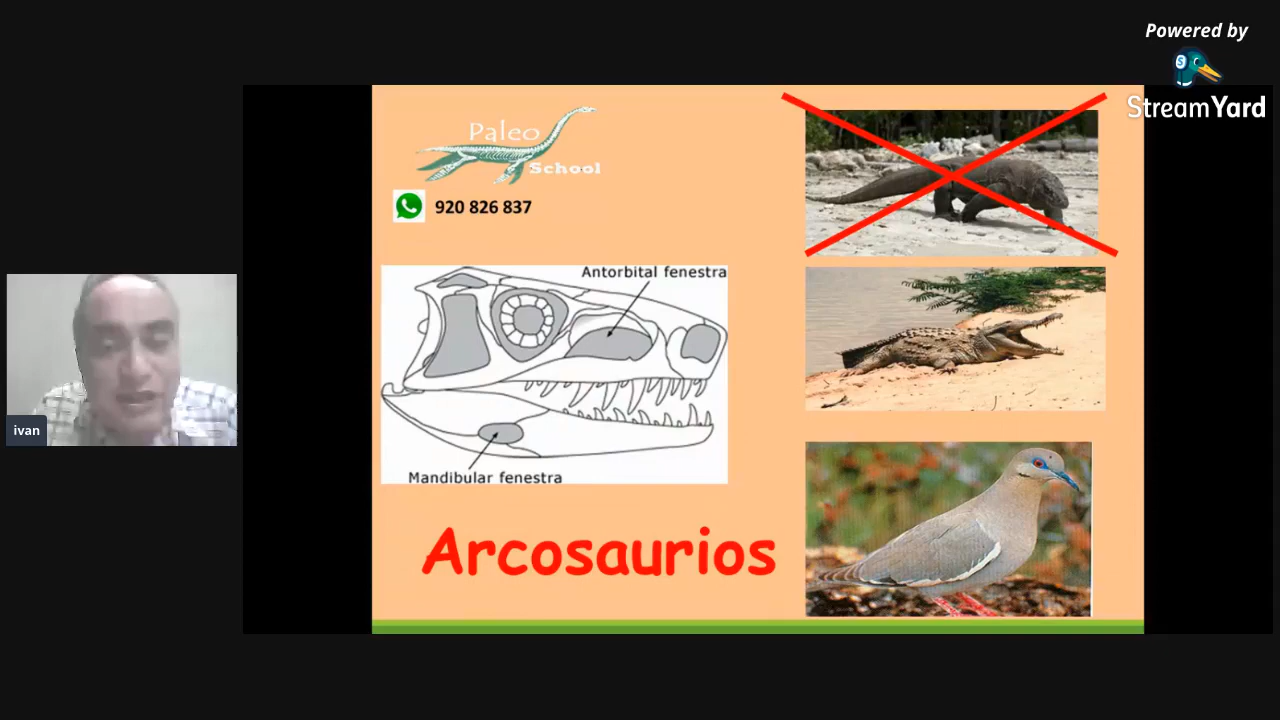 Powered by
StreamYard
Paleo
School
920 826 837
Antorbital fenestra
Mandibular fenestra
Arcosaurios
ivan